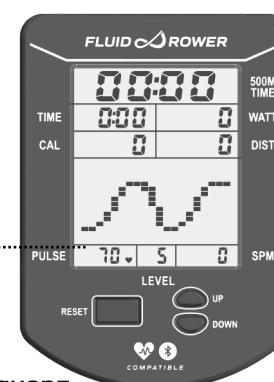 FLUID ROWER
00:00 500M TIME
TIME 0:00 0 WATT
CAL 0 0 DIST
PULSE 70 5 0 SPM
LEVEL
RESET UP
DOWN
COMPATIBLE